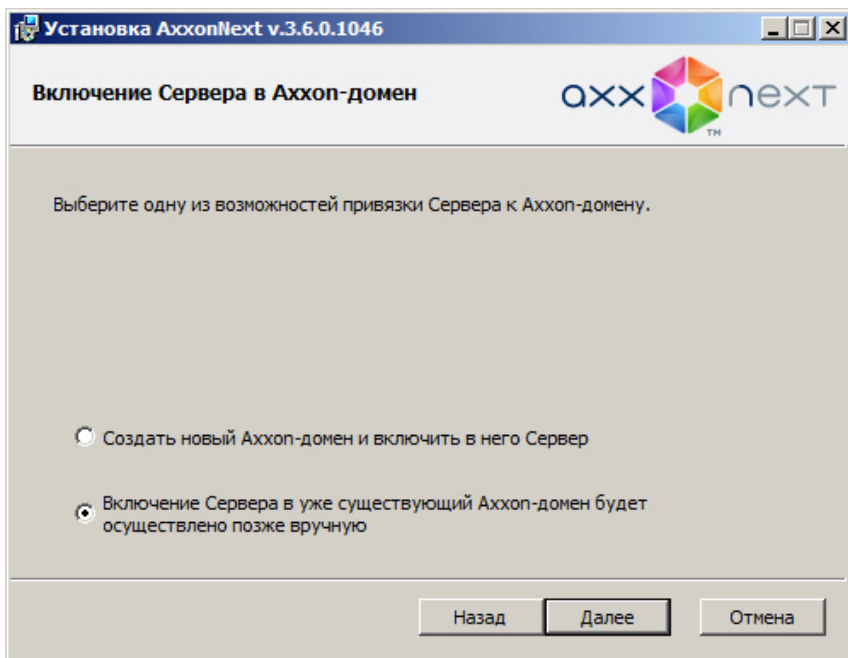 Установка AxxonNext v.3.6.0.1046
Включение Сервера в Axxon-домен
axx next
TM
Выберите одну из возможностей привязки Сервера к Axxon-домену.
Создать новый Axxon-домен и включить в него Сервер
Включение Сервера в уже существующий Axxon-домен будет
осуществлено позже вручную
Назад Далее Отмена